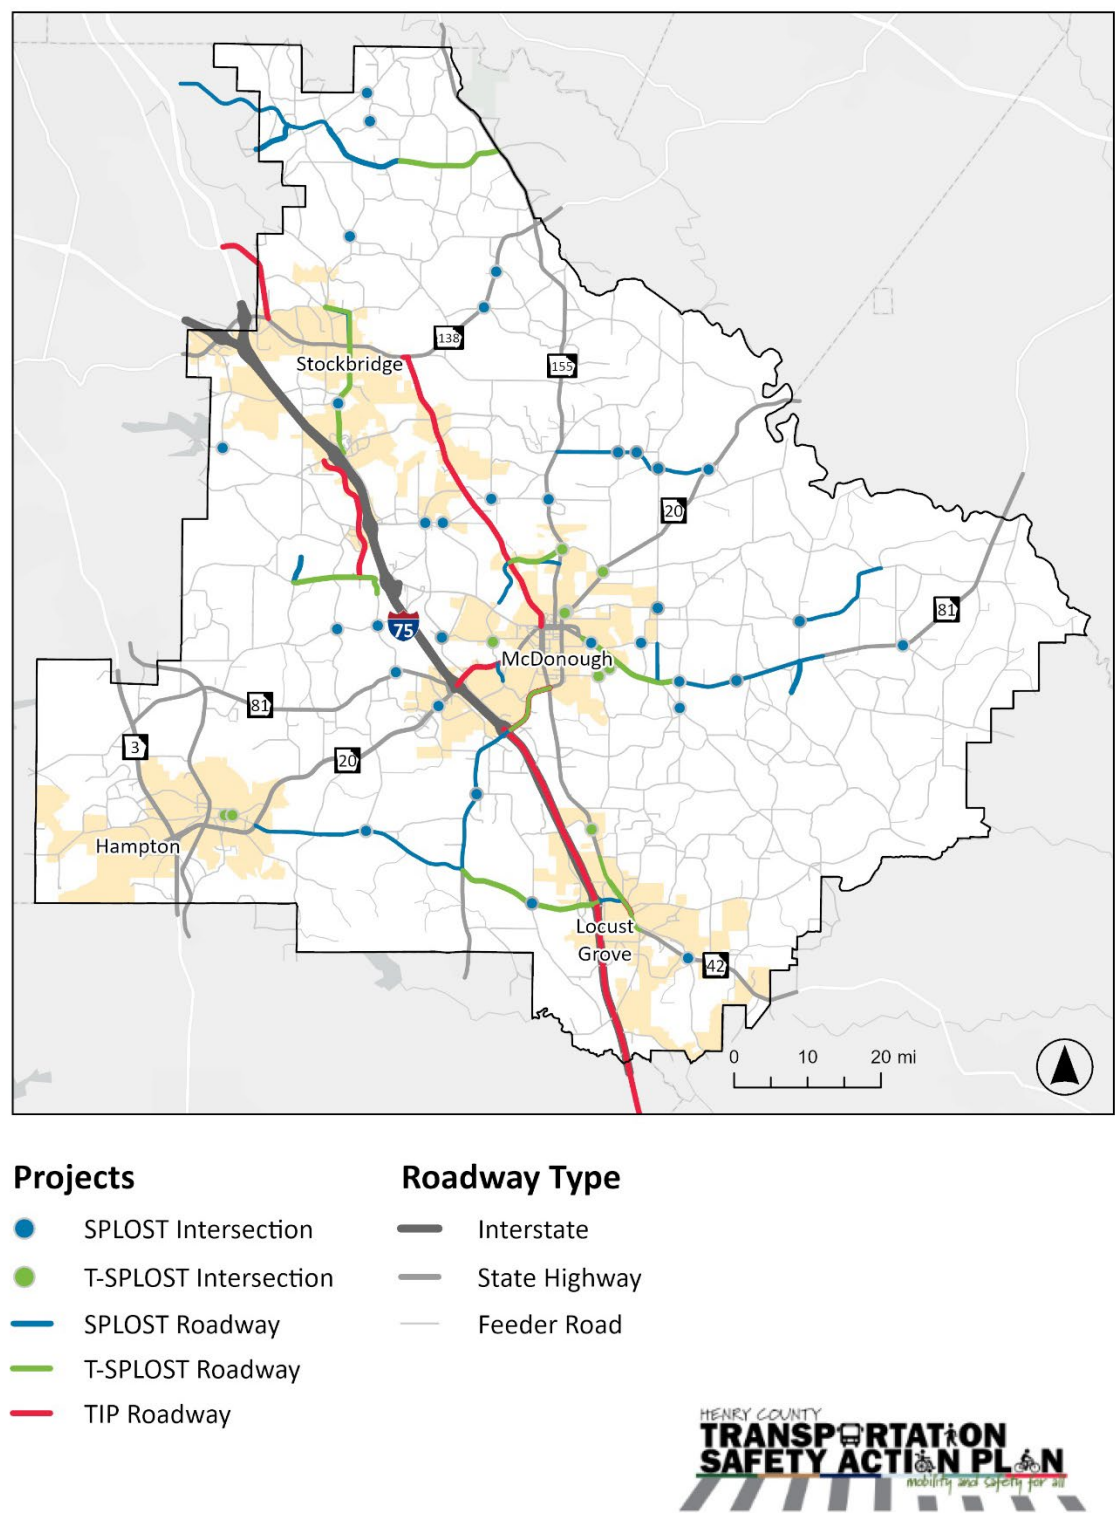 138
Stockbridge
155
20
75
81
McDonough
81
3
20
Hampton
Locust
Grove
42
0 10 20 mi
Projects
SPLOST Intersection
T-SPLOST Intersection
SPLOST Roadway
T-SPLOST Roadway
TIP Roadway
Roadway Type
Interstate
State Highway
Feeder Road
HENRY COUNTY
TRANSPORTATION
SAFETY ACTION PLAN
mobility and safety for all